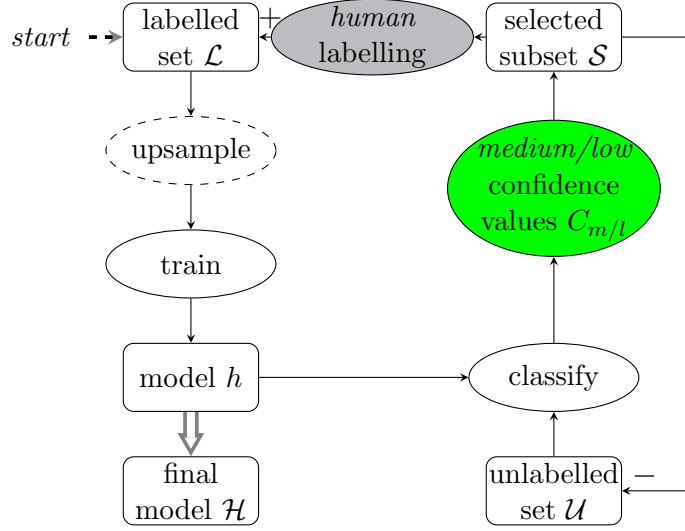 start
labelled
set ℒ
+
human
labelling
selected
subset 𝒮
upsample
medium/low
confidence
values C_{m/l}
train
model h
classify
final
model ℋ
unlabelled
set 𝒰
−